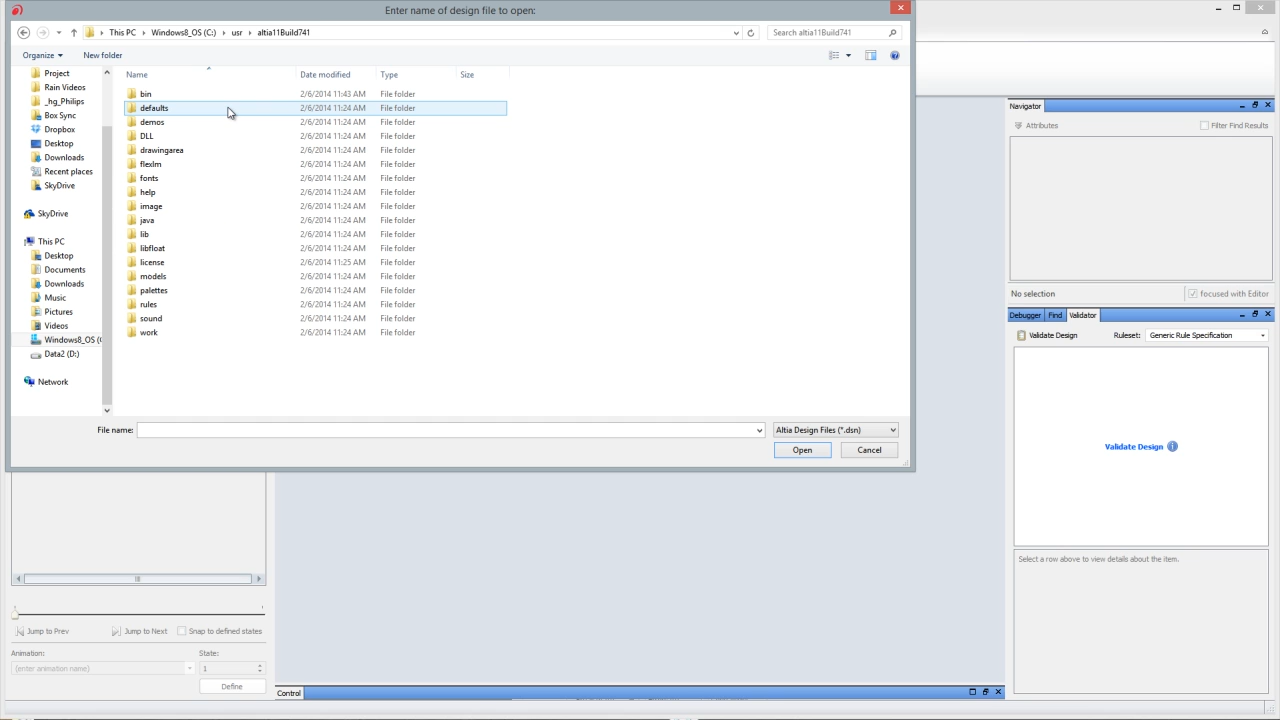 Enter name of design file to open:
This PC Windows8_OS (C:) usr altia11Build741
Search altia11Build741
Organize New folder
Name Date modified Type Size
Project
Rain Videos
_hg_Philips
Box Sync
Dropbox
Desktop
Downloads
Recent places
SkyDrive
SkyDrive
This PC
Desktop
Documents
Downloads
Music
Pictures
Videos
Windows8_OS (
Data2 (D:)
Network
bin 2/6/2014 11:43 AM File folder
defaults 2/6/2014 11:24 AM File folder
demos 2/6/2014 11:24 AM File folder
DLL 2/6/2014 11:24 AM File folder
drawingarea 2/6/2014 11:24 AM File folder
flexlm 2/6/2014 11:24 AM File folder
fonts 2/6/2014 11:24 AM File folder
help 2/6/2014 11:24 AM File folder
image 2/6/2014 11:24 AM File folder
java 2/6/2014 11:24 AM File folder
lib 2/6/2014 11:24 AM File folder
libfloat 2/6/2014 11:24 AM File folder
license 2/6/2014 11:25 AM File folder
models 2/6/2014 11:24 AM File folder
palettes 2/6/2014 11:24 AM File folder
rules 2/6/2014 11:24 AM File folder
sound 2/6/2014 11:24 AM File folder
work 2/6/2014 11:24 AM File folder
File name:
Altia Design Files (*.dsn)
Open Cancel
Navigator
Attributes Filter Find Results
No selection focused with Editor
Debugger Find Validator
Validate Design Ruleset: Generic Rule Specification
Validate Design
Select a row above to view details about the item.
Jump to Prev Jump to Next Snap to defined states
Animation: State:
(enter animation name) 1
Define
Control